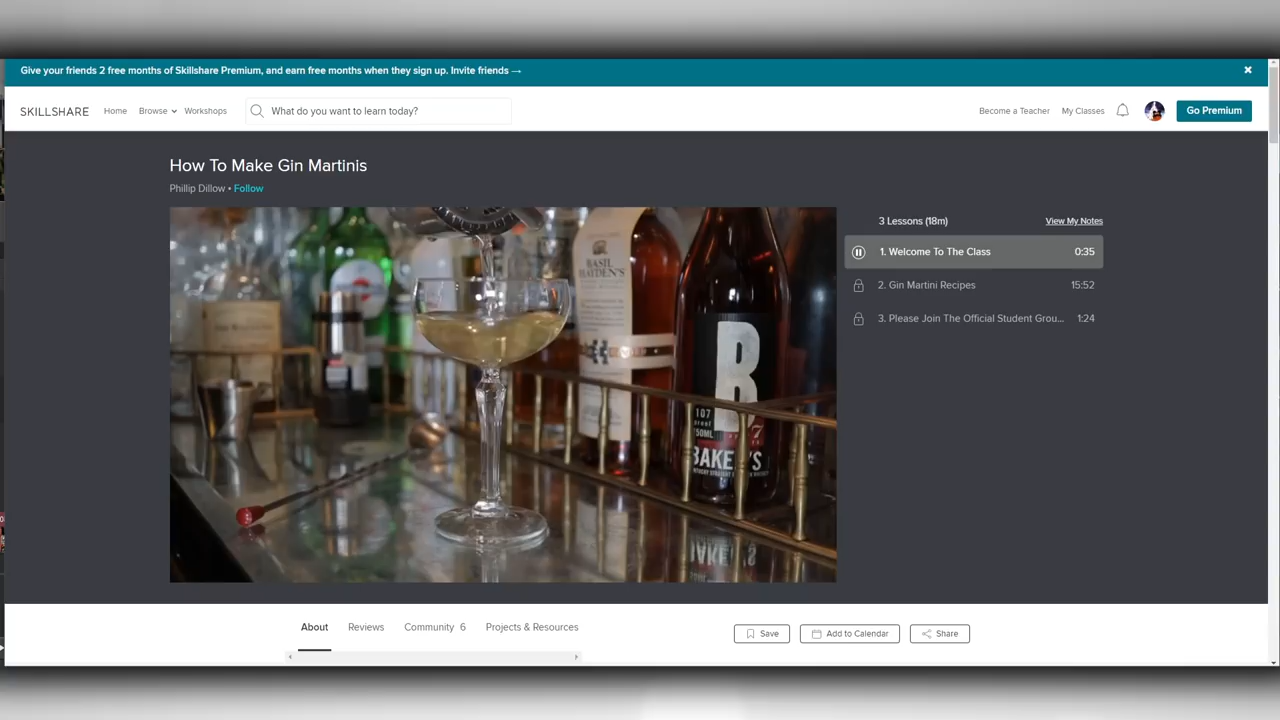 Give your friends 2 free months of Skillshare Premium, and earn free months when they sign up. Invite friends →
SKILLSHARE Home Browse Workshops What do you want to learn today? Become a Teacher My Classes Go Premium
How To Make Gin Martinis
Phillip Dillow • Follow
3 Lessons (18m) View My Notes
1. Welcome To The Class 0:35
2. Gin Martini Recipes 15:52
3. Please Join The Official Student Grou... 1:24
BASIL
HAYDEN'S
B
107
750ML
7
BAKER'S
About Reviews Community 6 Projects & Resources Save Add to Calendar Share